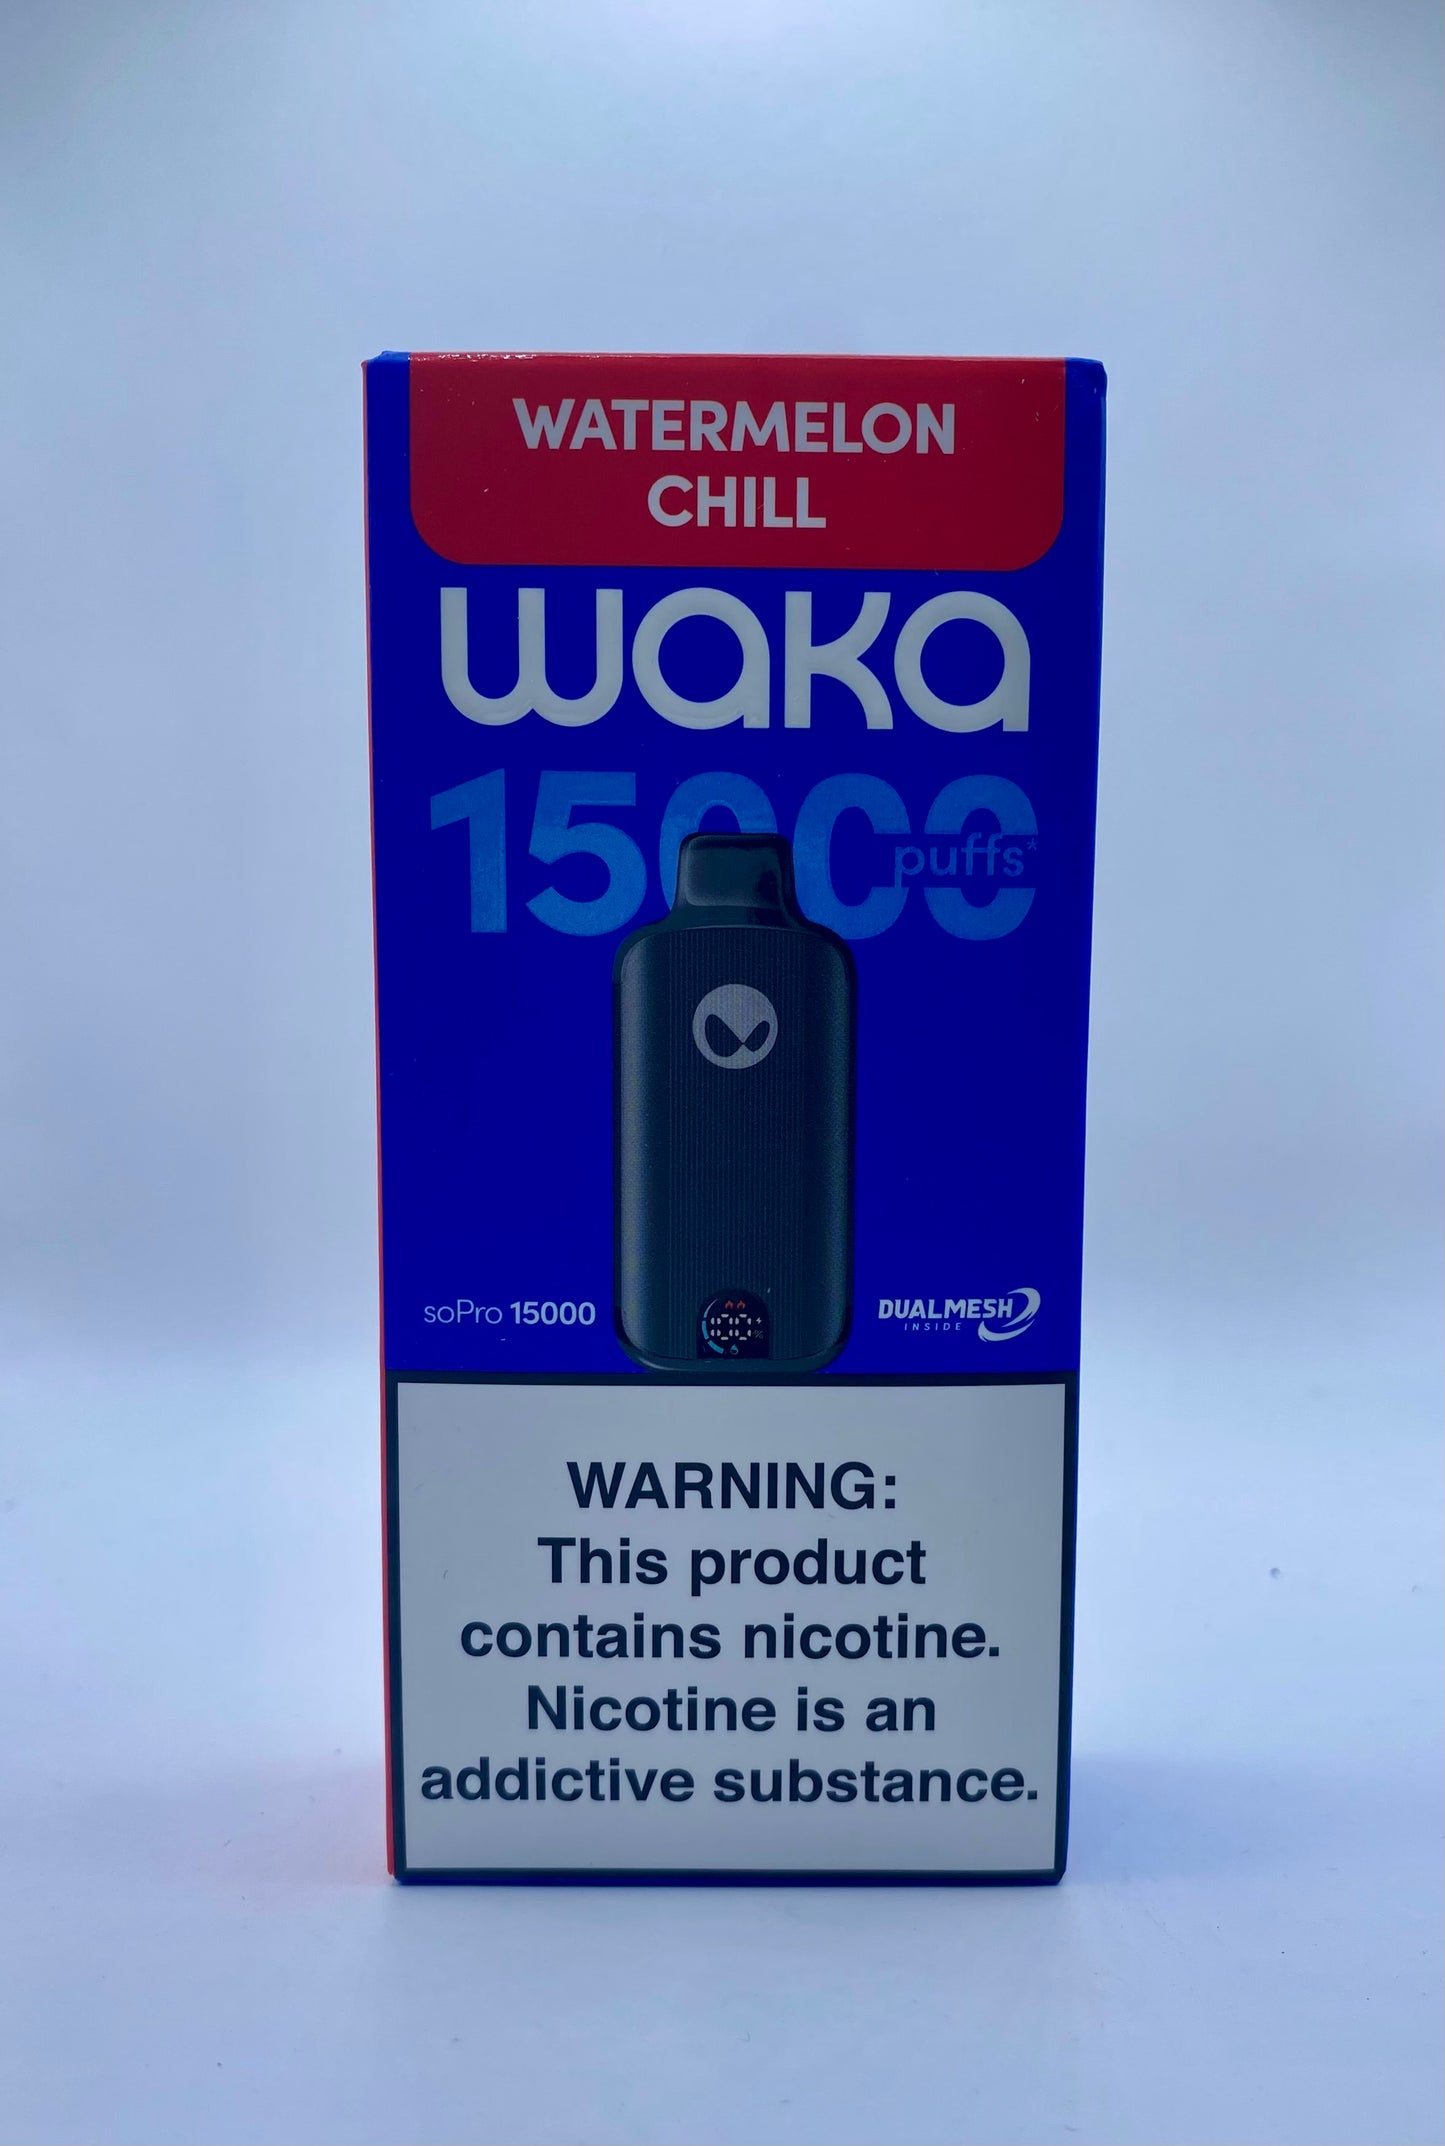 WATERMELON
CHILL
waka
15000
puffs*
soPro 15000
DUALMESH
INSIDE
WARNING:
This product
contains nicotine.
Nicotine is an
addictive substance.